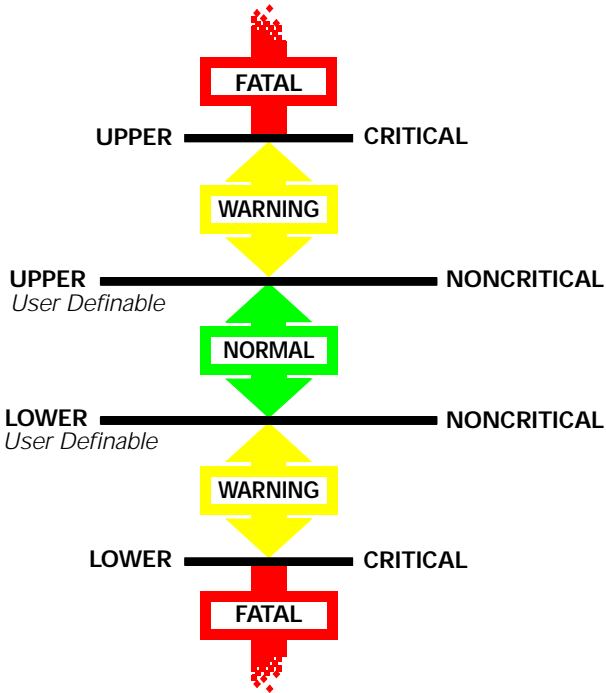 FATAL
UPPER CRITICAL
WARNING
UPPER NONCRITICAL
User Definable
NORMAL
LOWER NONCRITICAL
User Definable
WARNING
LOWER CRITICAL
FATAL